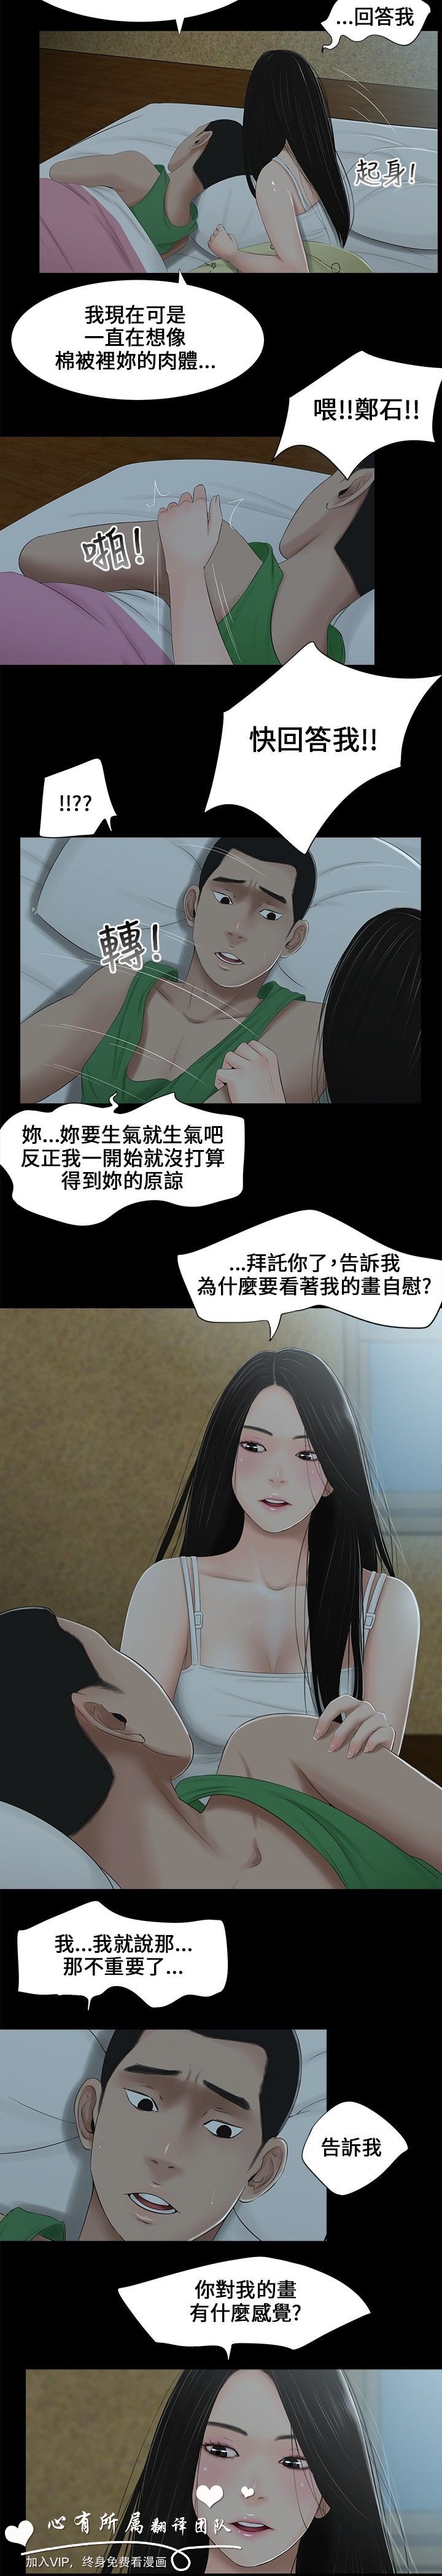 ...回答我
起身!
我現在可是
一直在想像
棉被裡妳的肉體...
喂!!鄭石!!
啪!
快回答我!!
!!??
轉!
妳...妳要生氣就生氣吧
反正我一開始就沒打算
得到妳的原諒
...拜託你了，告訴我
為什麼要看著我的畫自慰?
我...我就說那...
那不重要了...
告訴我
你對我的畫
有什麼感覺?
心有所属翻译团队
加入VIP，终身免费看漫画